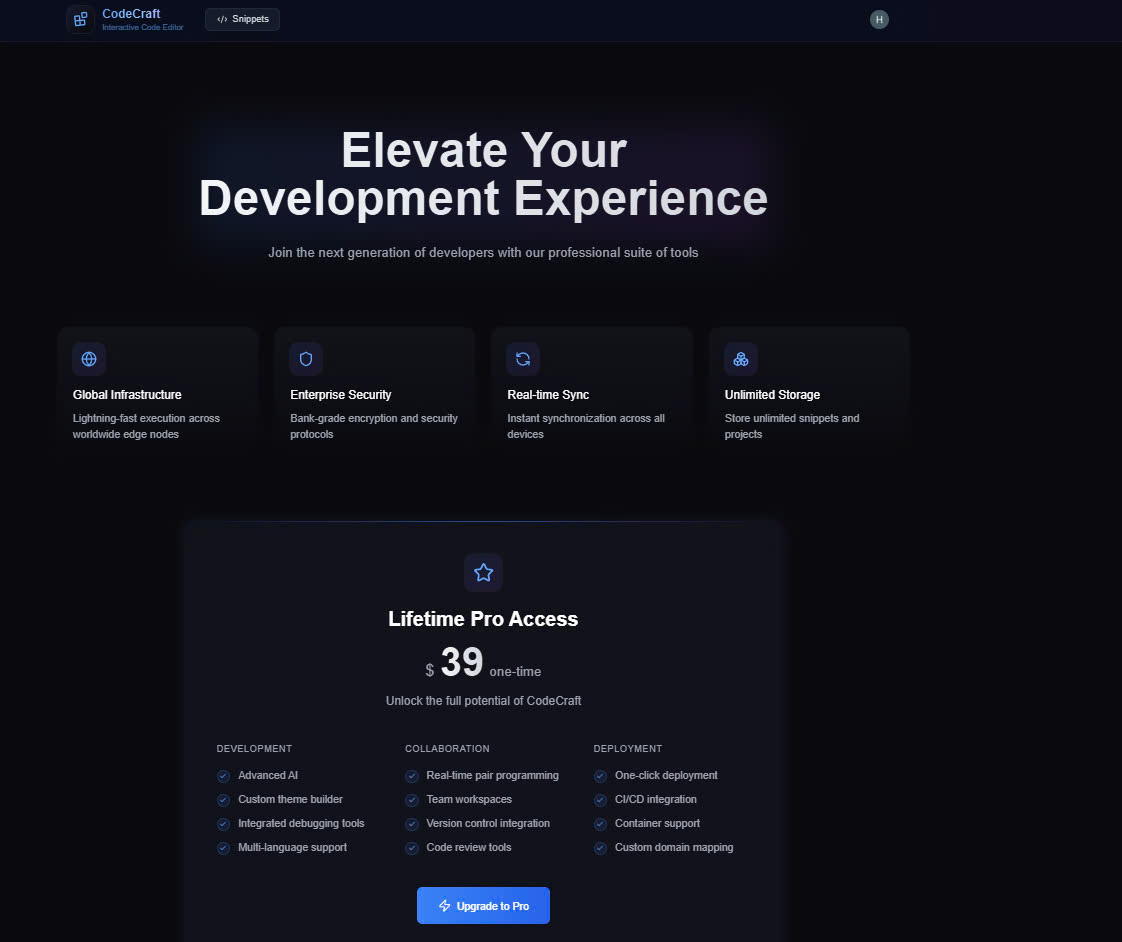 CodeCraft
Interactive Code Editor
</> Snippets
H
Elevate Your
Development Experience
Join the next generation of developers with our professional suite of tools
Global Infrastructure
Lightning-fast execution across
worldwide edge nodes
Enterprise Security
Bank-grade encryption and security
protocols
Real-time Sync
Instant synchronization across all
devices
Unlimited Storage
Store unlimited snippets and
projects
Lifetime Pro Access
$ 39 one-time
Unlock the full potential of CodeCraft
DEVELOPMENT
Advanced AI
Custom theme builder
Integrated debugging tools
Multi-language support
COLLABORATION
Real-time pair programming
Team workspaces
Version control integration
Code review tools
DEPLOYMENT
One-click deployment
CI/CD integration
Container support
Custom domain mapping
Upgrade to Pro